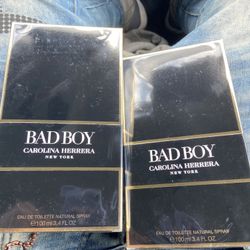 BAD BOY
CAROLINA HERRERA
NEW YORK
EAU DE TOILETTE NATURAL SPRAY
℮100 ml 3.4 FL. OZ
BAD BOY
CAROLINA HERRERA
NEW YORK
EAU DE TOILETTE NATURAL SPRAY
℮100 ml 3.4 FL. OZ